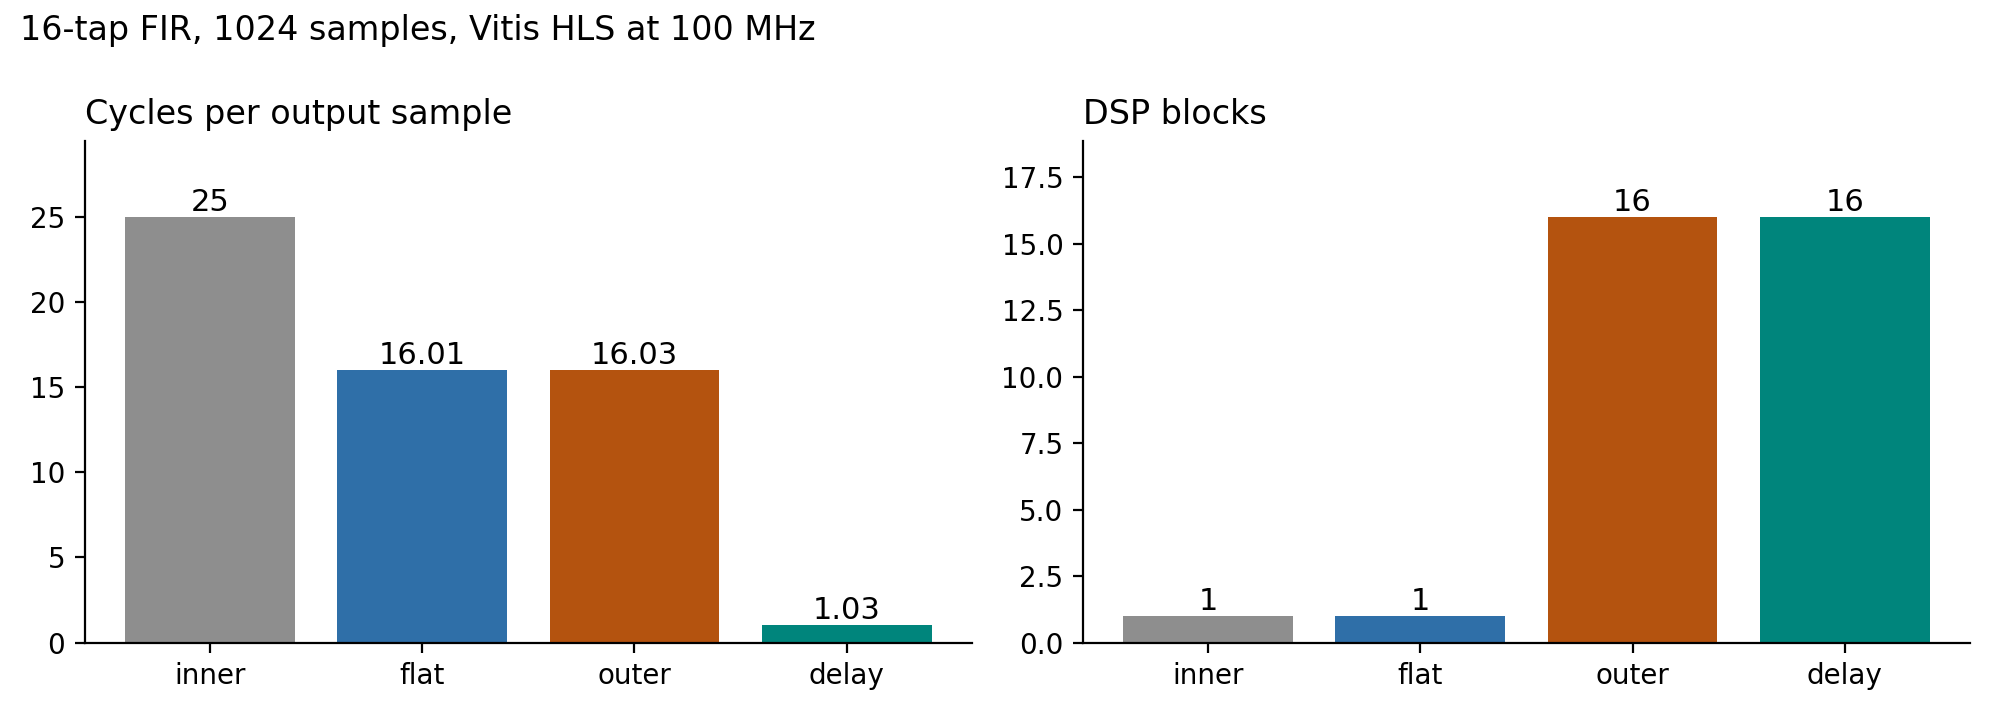 16-tap FIR, 1024 samples, Vitis HLS at 100 MHz
Cycles per output sample
25
20
15
10
5
0
25
16.01
16.03
1.03
inner
flat
outer
delay
DSP blocks
17.5
15.0
12.5
10.0
7.5
5.0
2.5
0.0
1
1
16
16
inner
flat
outer
delay